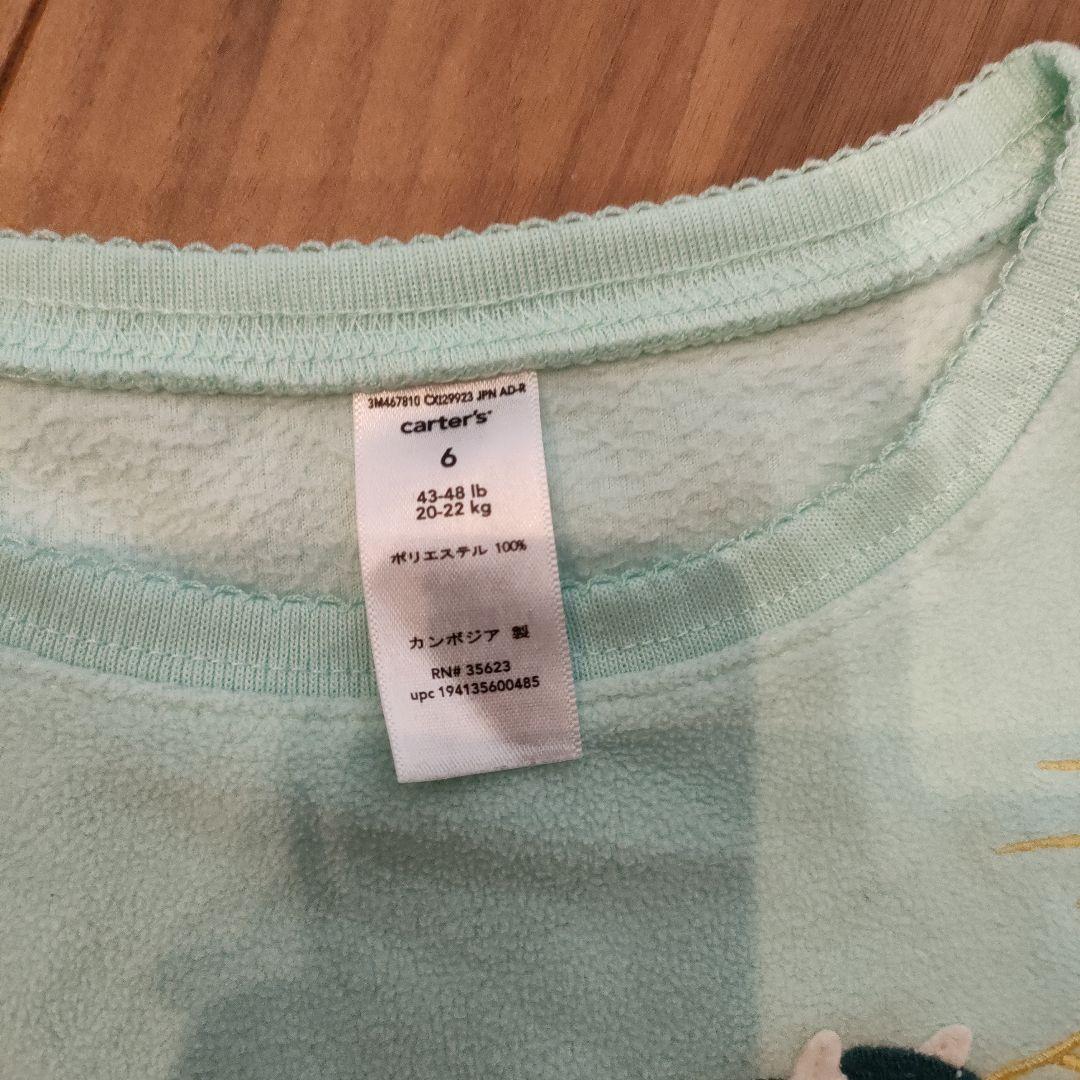 3M467810 CX129923 JPN AD-R
carter's
6
43-48 lb
20-22 kg
ポリエステル 100%
カンボジア 製
RN# 35623
upc 194135600485